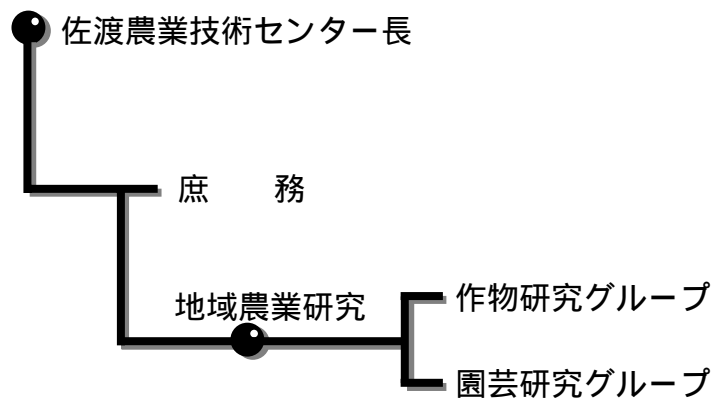 佐渡農業技術センター長
庶　　務
地域農業研究
作物研究グループ
園芸研究グループ